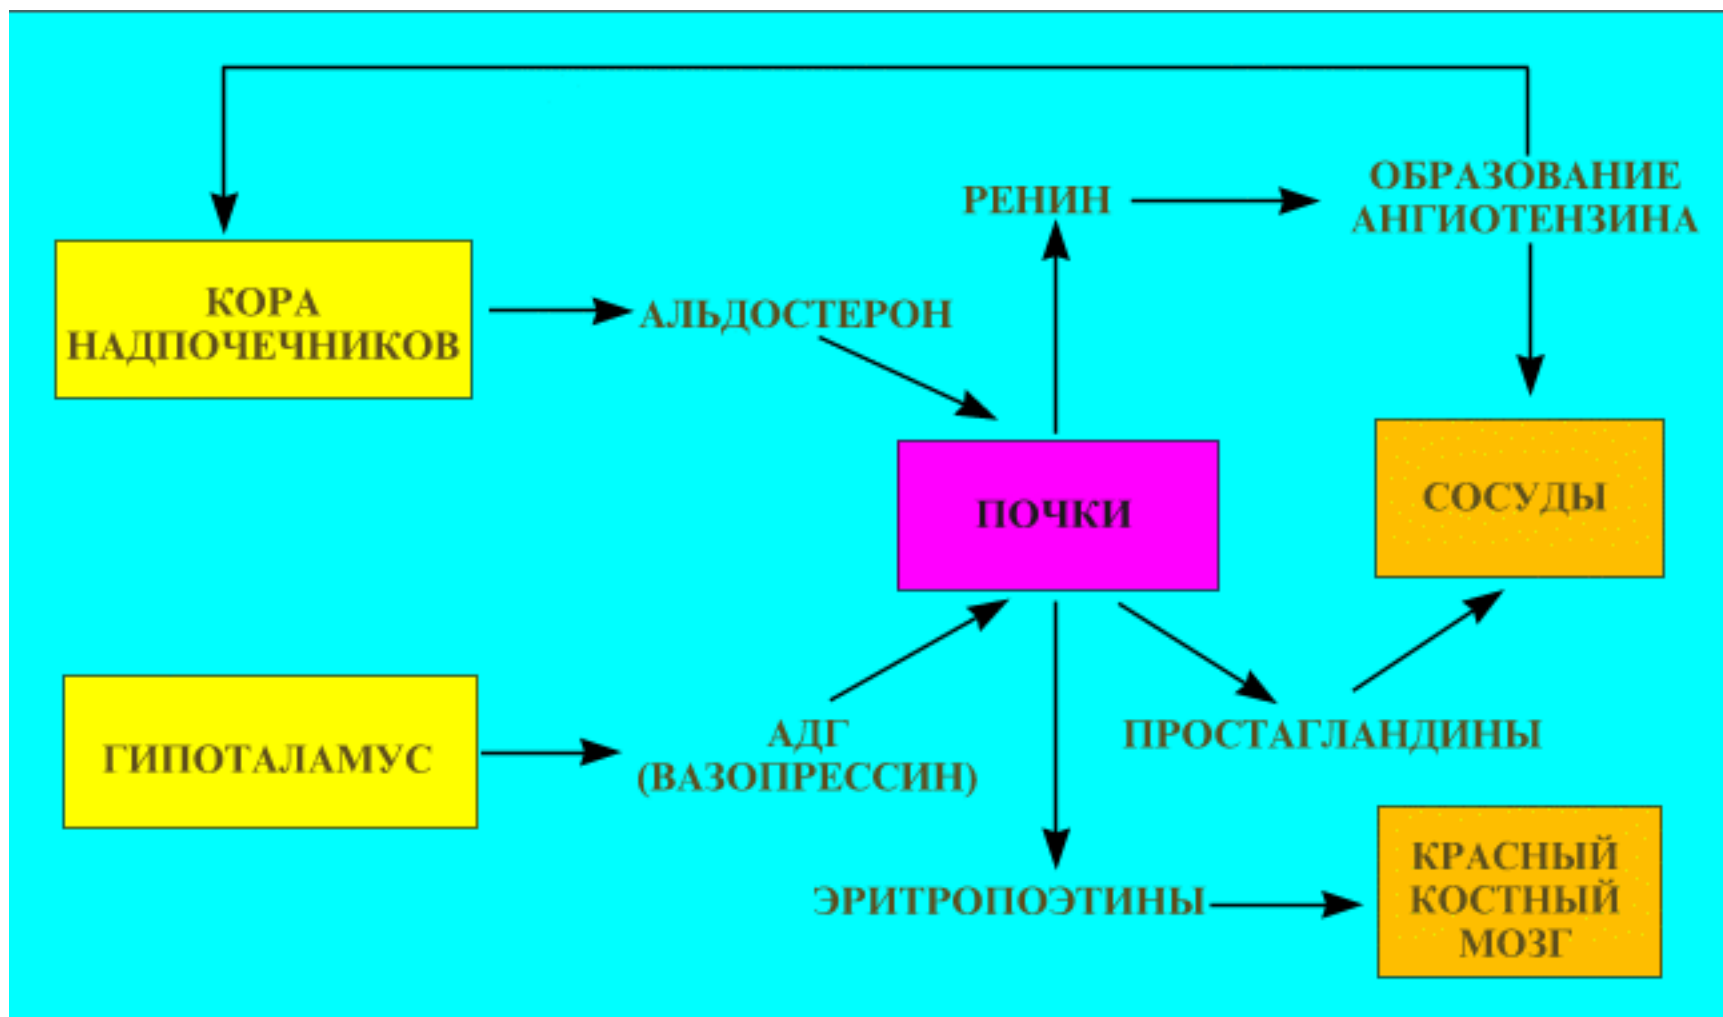 РЕНИН
ОБРАЗОВАНИЕ
АНГИОТЕНЗИНА
КОРА
НАДПОЧЕЧНИКОВ
АЛЬДОСТЕРОН
ПОЧКИ
СОСУДЫ
ГИПОТАЛАМУС
АДГ
(ВАЗОПРЕССИН)
ПРОСТАГЛАНДИНЫ
ЭРИТРОПОЭТИНЫ
КРАСНЫЙ
КОСТНЫЙ
МОЗГ